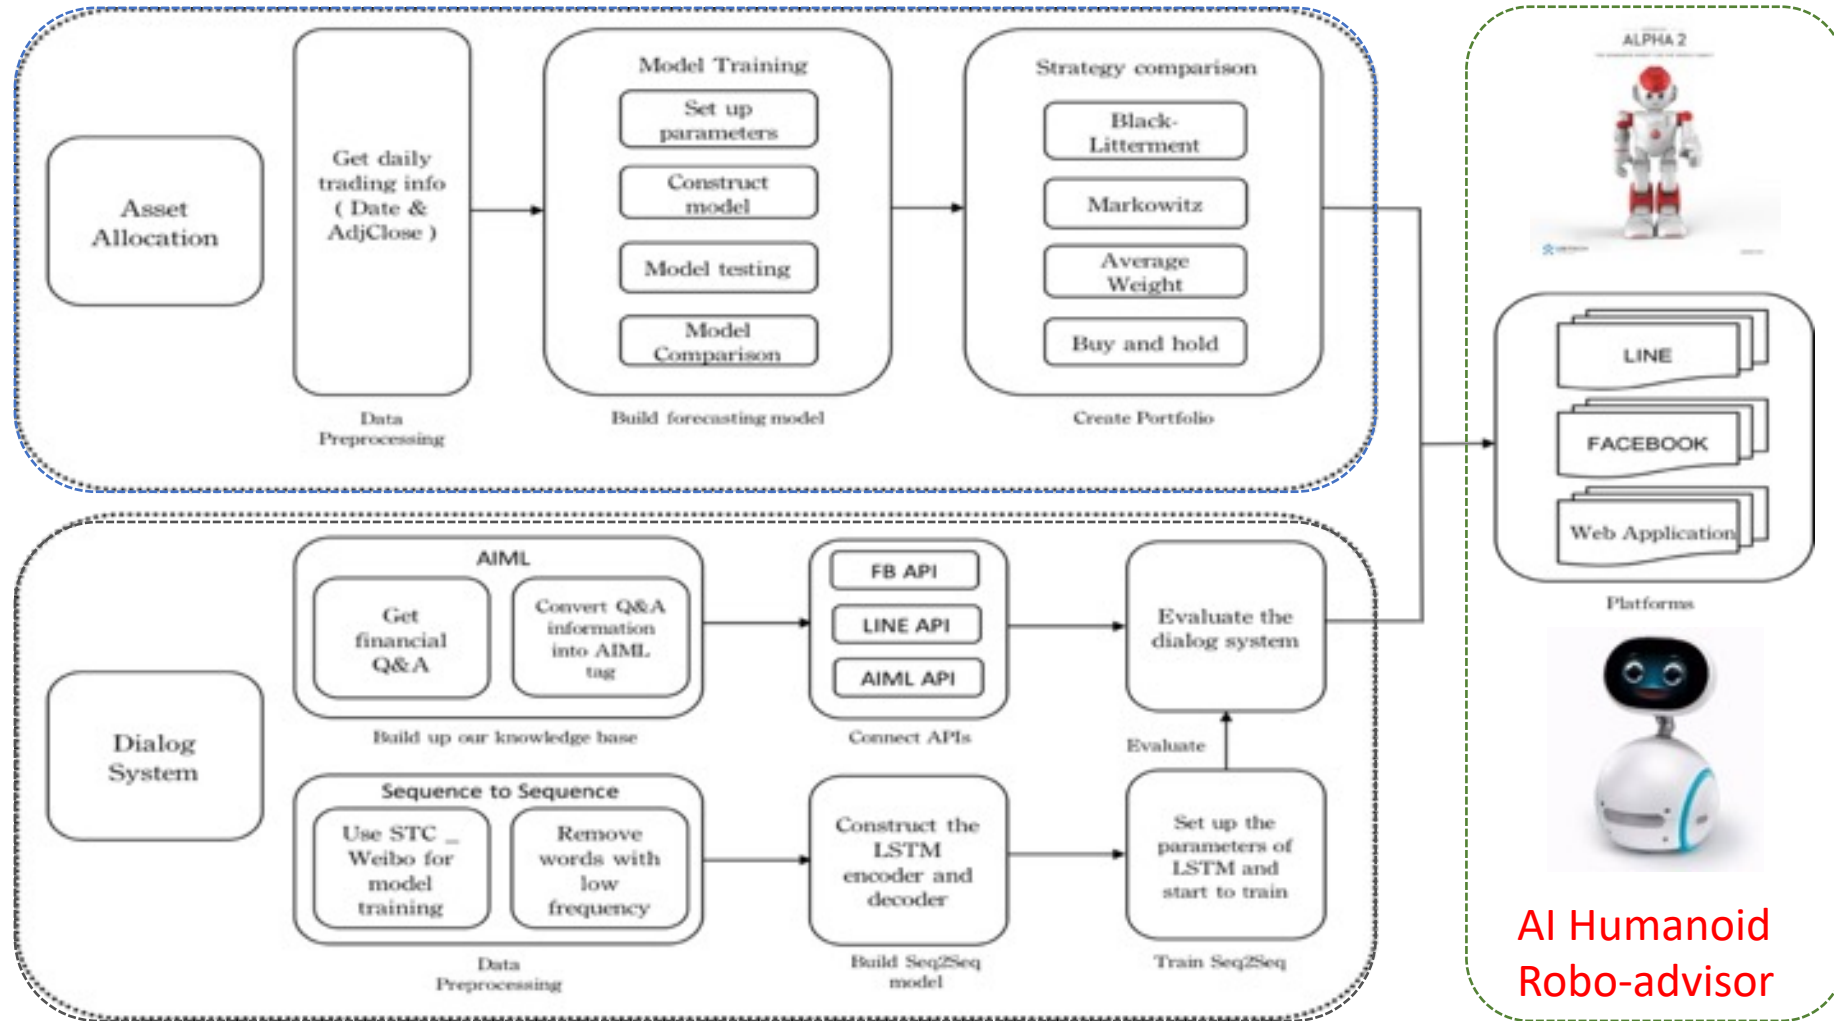 Asset
Allocation
Get daily
trading info
( Date &
AdjClose )
Data
Preprocessing
Model Training
Set up
parameters
Construct
model
Model testing
Model
Comparison
Build forecasting model
Strategy comparison
Black-
Litterment
Markowitz
Average
Weight
Buy and hold
Create Portfolio
Dialog
System
AIML
Get
financial
Q&A
Convert Q&A
information
into AIML
tag
Build up our knowledge base
FB API
LINE API
AIML API
Connect APIs
Evaluate the
dialog system
Evaluate
Sequence to Sequence
Use STC _
Weibo for
model
training
Remove
words with
low
frequency
Data
Preprocessing
Construct the
LSTM
encoder and
decoder
Build Seq2Seq
model
Set up the
parameters of
LSTM and
start to train
Train Seq2Seq
ALPHA 2
LINE
FACEBOOK
Web Application
Platforms
AI Humanoid
Robo-advisor